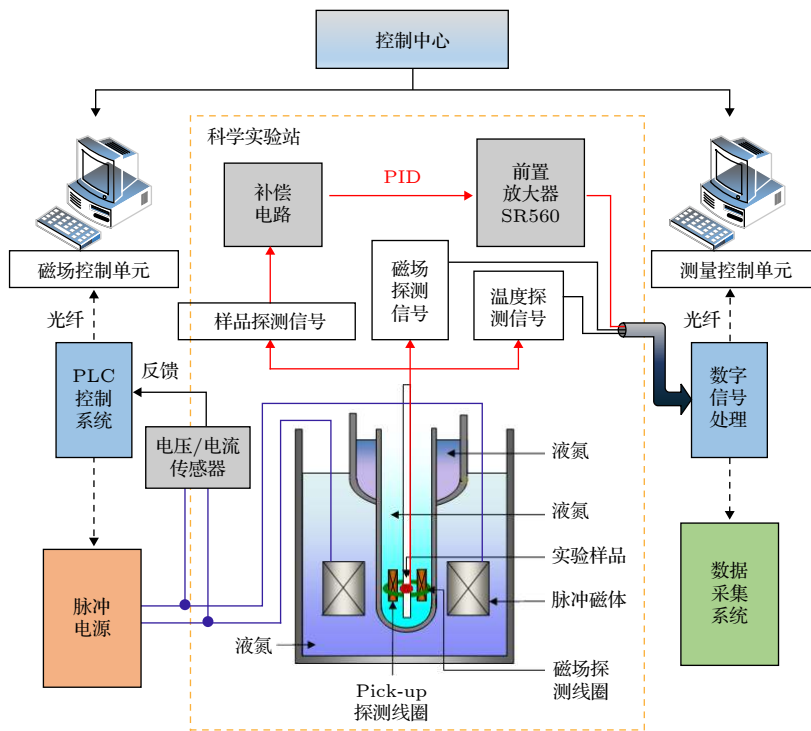 控制中心
科学实验站
补偿
电路
PID
前置
放大器
SR560
磁场控制单元
磁场
探测
信号
温度探
测信号
测量控制单元
样品探测信号
光纤
光纤
PLC
控制
系统
反馈
数字
信号
处理
电压/电流
传感器
液氮
液氮
实验样品
脉冲磁体
脉冲
电源
数据
采集
系统
液氮
磁场探
测线圈
Pick-up
探测线圈